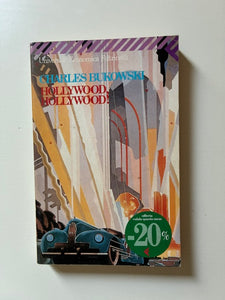 Universale Economica Feltrinelli
CHARLES BUKOWSKI
HOLLYWOOD,
HOLLYWOOD!
-20%